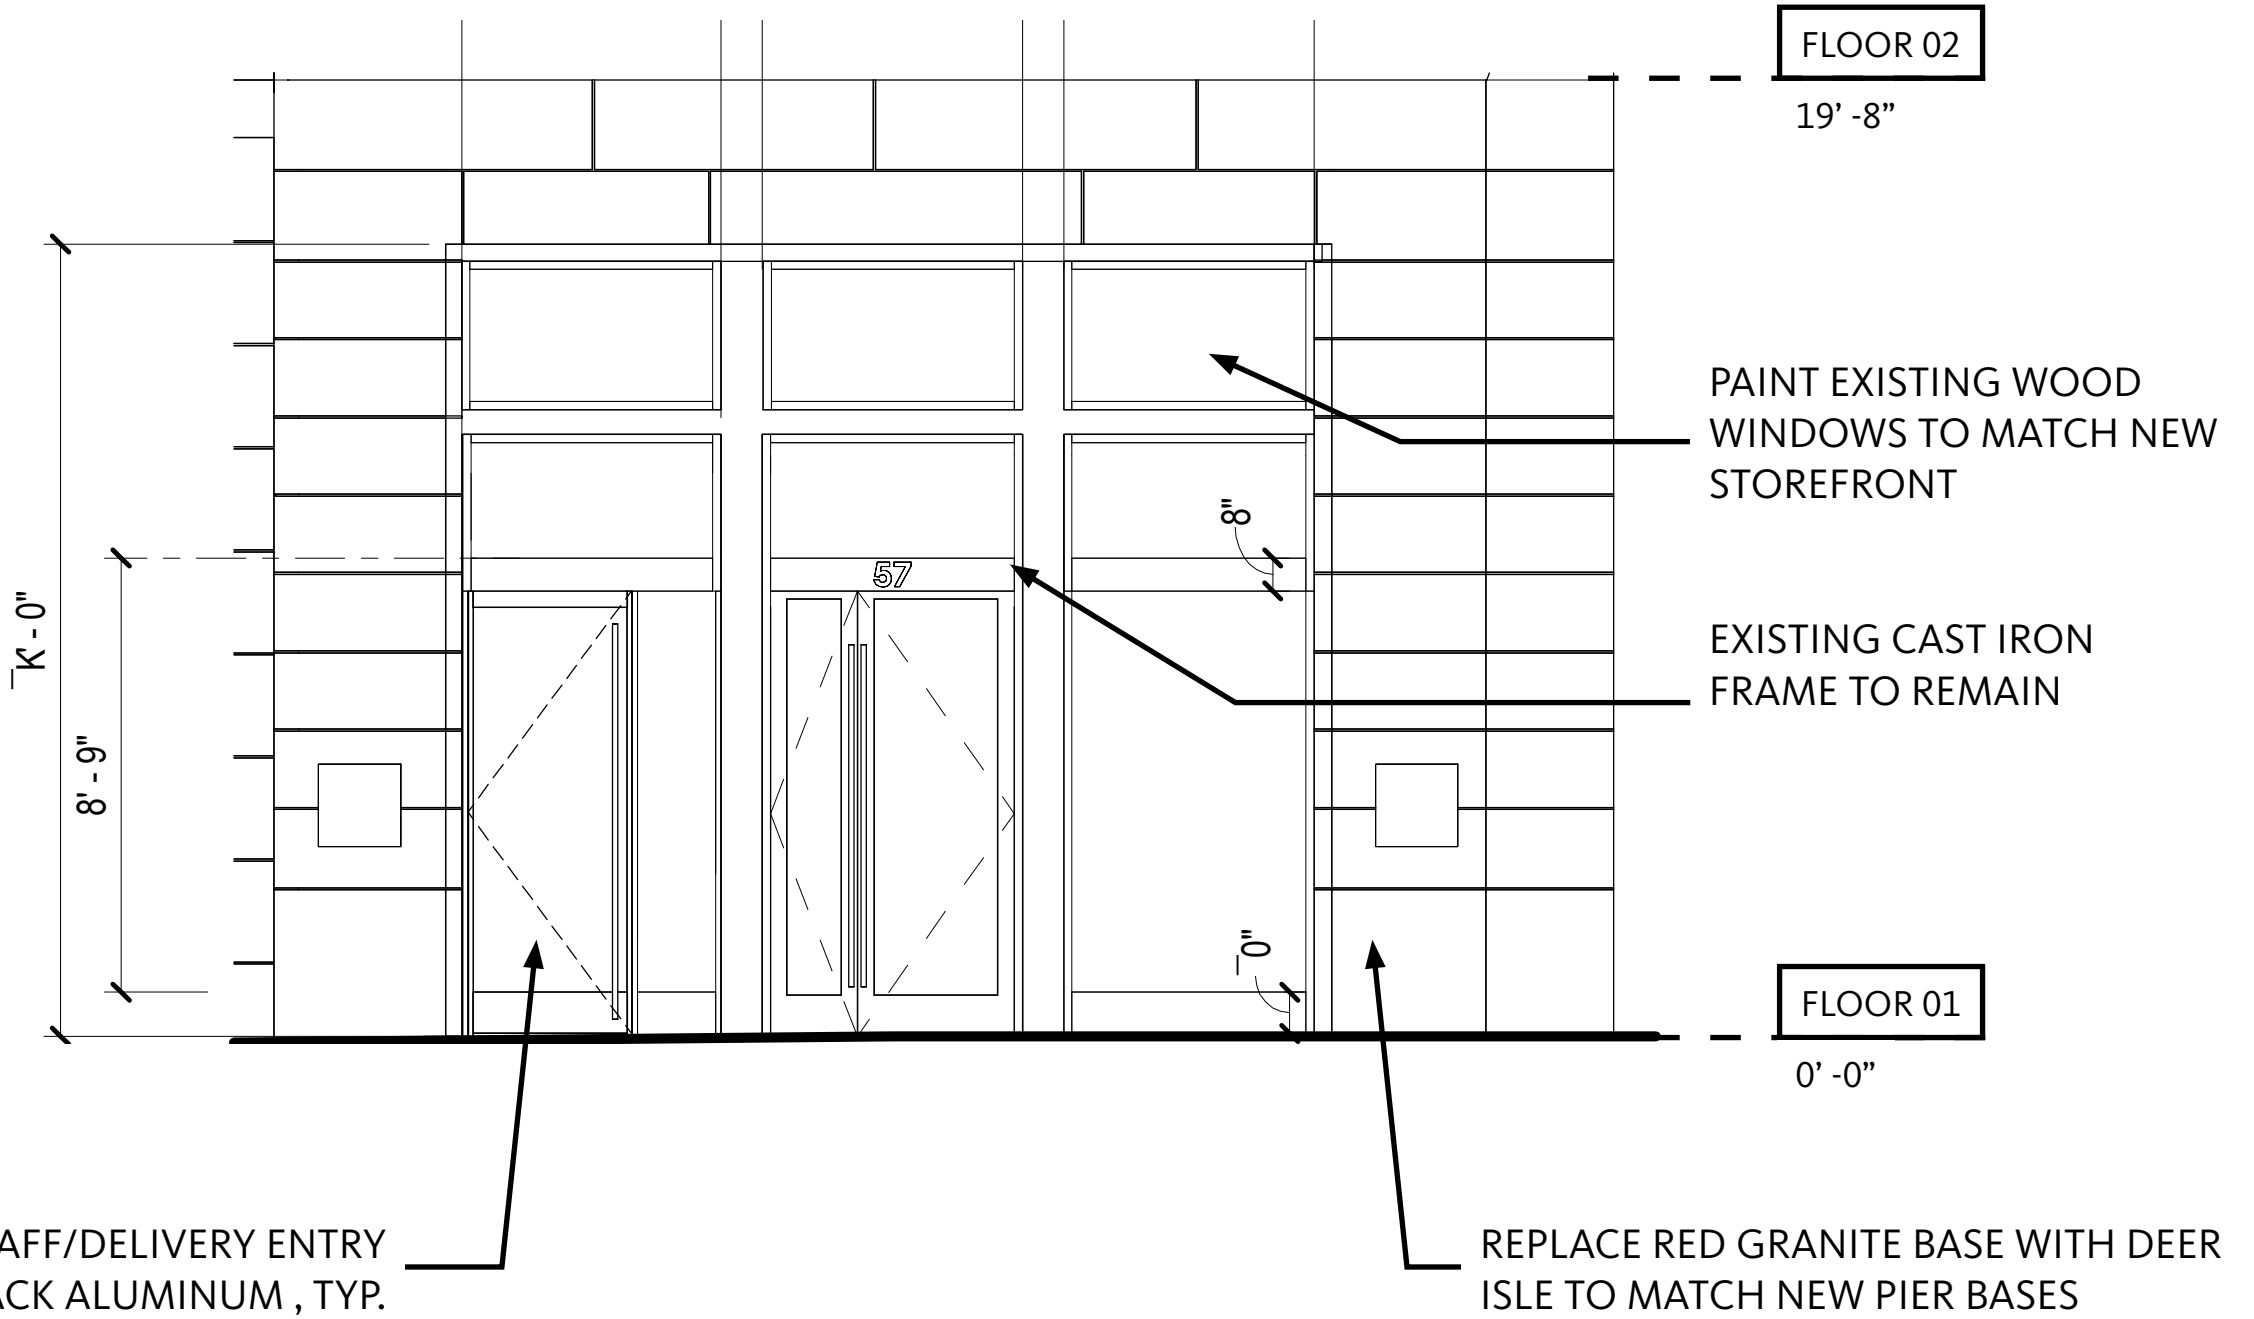 FLOOR 02
19' -8"
PAINT EXISTING WOOD
WINDOWS TO MATCH NEW
STOREFRONT
8"
57
EXISTING CAST IRON
FRAME TO REMAIN
8' - 9"
FLOOR 01
0' -0"
AFF/DELIVERY ENTRY
ACK ALUMINUM , TYP.
REPLACE RED GRANITE BASE WITH DEER
ISLE TO MATCH NEW PIER BASES